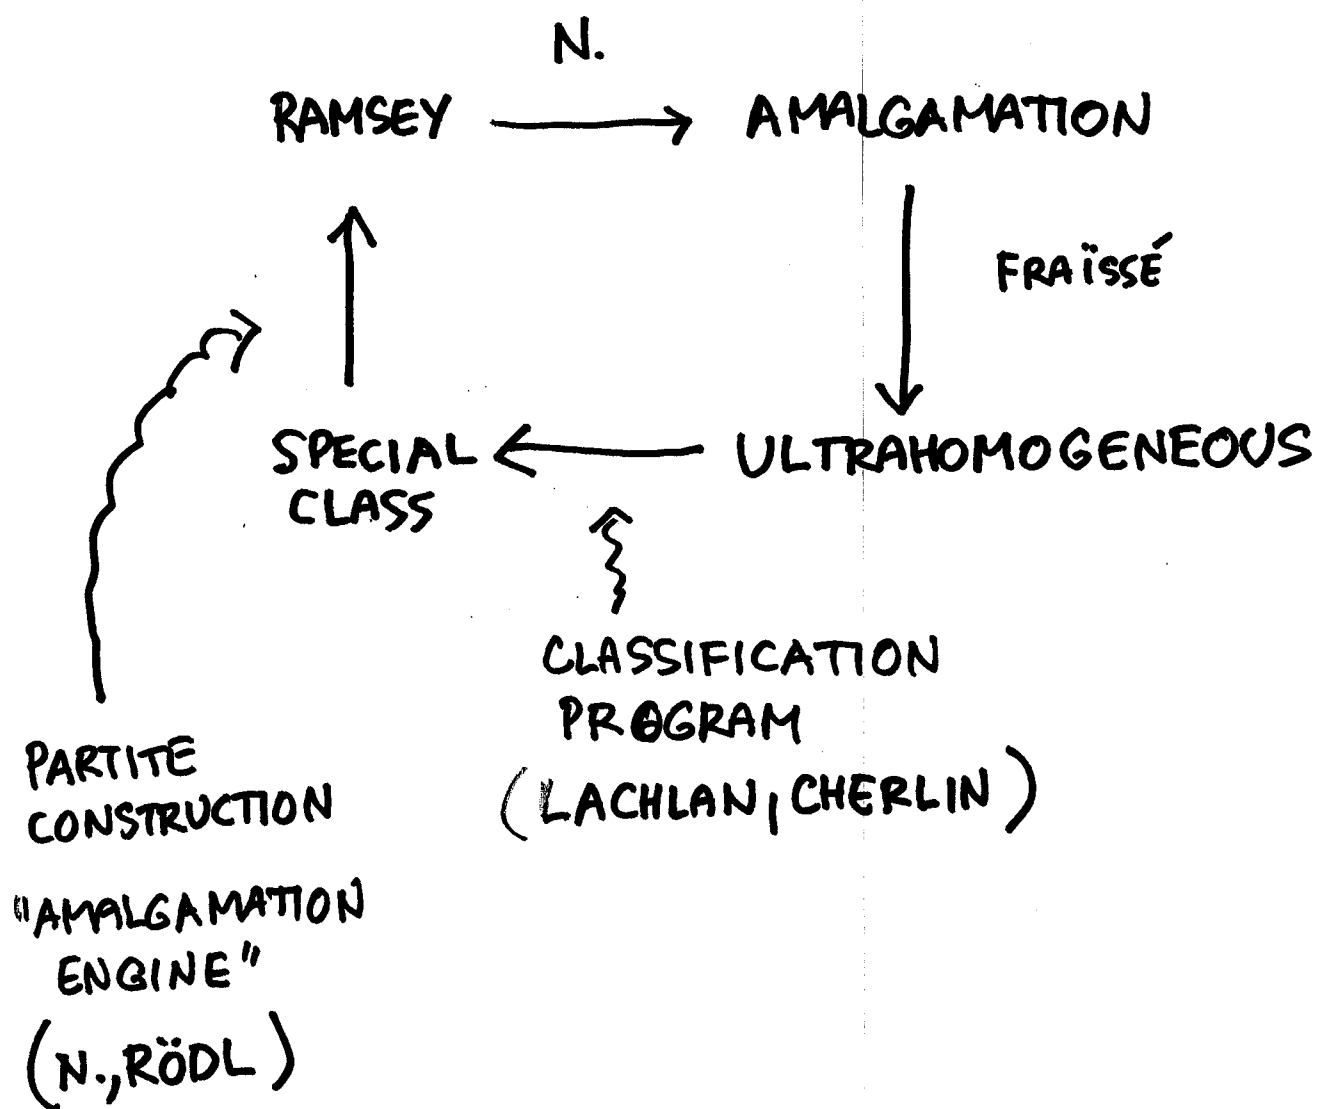 N.
RAMSEY
AMALGAMATION
FRAÏSSÉ
SPECIAL
CLASS
ULTRAHOMOGENEOUS
CLASSIFICATION
PROGRAM
(LACHLAN, CHERLIN)
PARTITE
CONSTRUCTION
"AMALGAMATION
ENGINE"
(N., RÖDL)